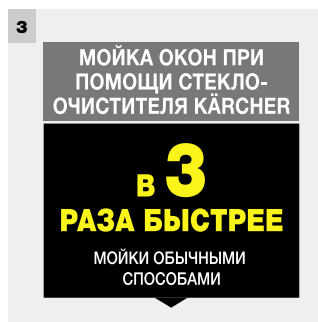 3
МОЙКА ОКОН ПРИ
ПОМОЩИ СТЕКЛО-
ОЧИСТИТЕЛЯ KÄRCHER
В 3
РАЗА БЫСТРЕЕ
МОЙКИ ОБЫЧНЫМИ
СПОСОБАМИ